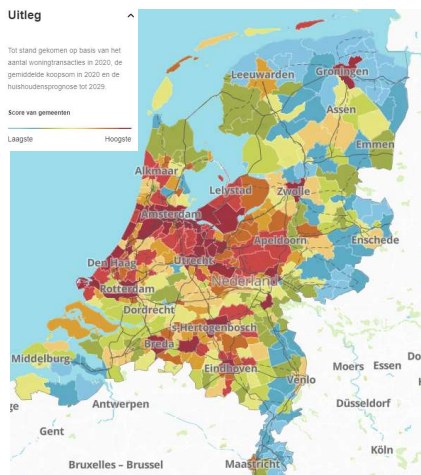 Uitleg
Tot stand gekomen op basis van het
aantal woningtransacties in 2020, de
gemiddelde koopsom in 2020 en de
huishoudensprognose tot 2029.
Score van gemeenten
Laagste Hoogste
Leeuwarden
Groningen
Assen
Emmen
Alkmaar
Lelystad
Zwolle
Amsterdam
Apeldoorn
Enschede
Den Haag
Utrecht
Nederland
Rotterdam
Dordrecht
's-Hertogenbosch
Breda
Middelburg
Eindhoven
Venlo
Moers
Essen
Do
Antwerpen
Düsseldorf
ge
Gent
Köln
Bruxelles - Brussel
Maastricht